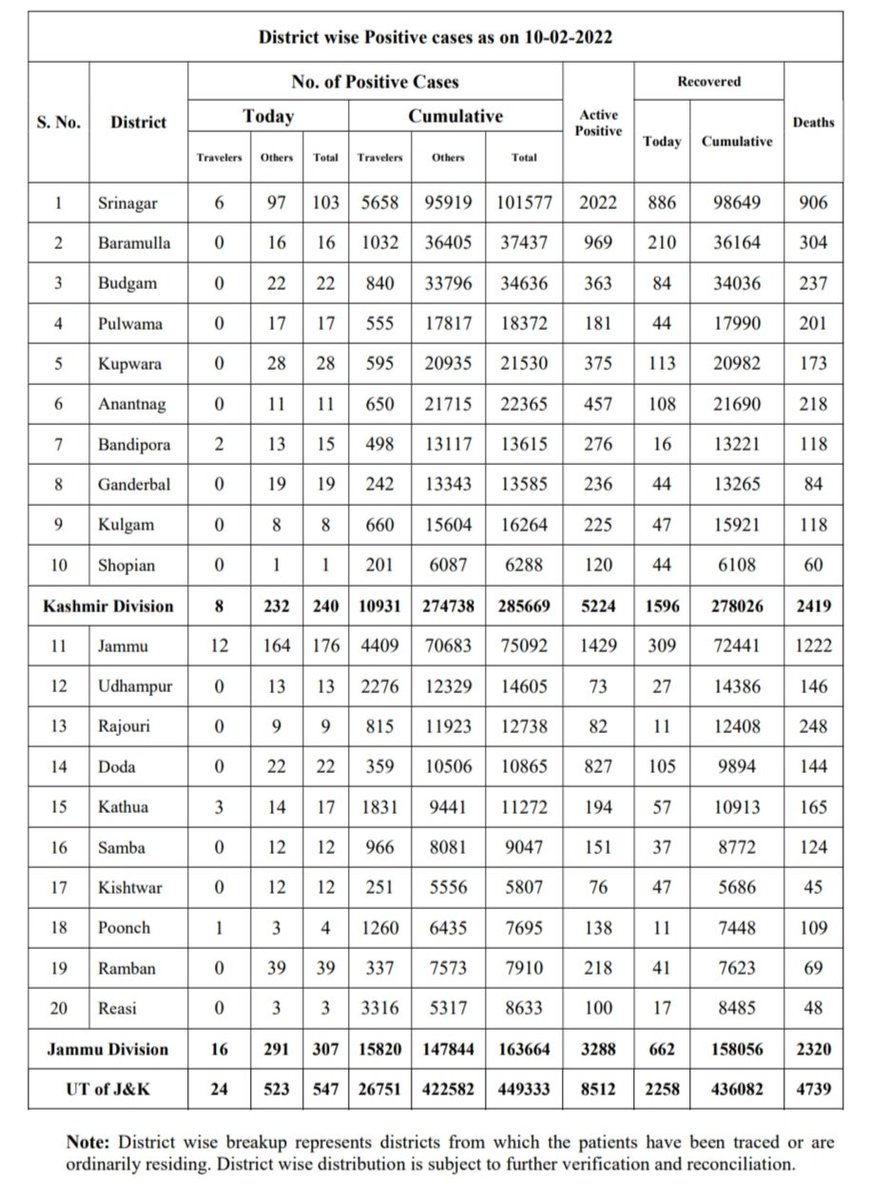 District wise Positive cases as on 10-02-2022
S. No. District No. of Positive Cases Active Positive Recovered Deaths
Today Cumulative Today Cumulative
Travelers Others Total Travelers Others Total
1 Srinagar 6 97 103 5658 95919 101577 2022 886 98649 906
2 Baramulla 0 16 16 1032 36405 37437 969 210 36164 304
3 Budgam 0 22 22 840 33796 34636 363 84 34036 237
4 Pulwama 0 17 17 555 17817 18372 181 44 17990 201
5 Kupwara 0 28 28 595 20935 21530 375 113 20982 173
6 Anantnag 0 11 11 650 21715 22365 457 108 21690 218
7 Bandipora 2 13 15 498 13117 13615 276 16 13221 118
8 Ganderbal 0 19 19 242 13343 13585 236 44 13265 84
9 Kulgam 0 8 8 660 15604 16264 225 47 15921 118
10 Shopian 0 1 1 201 6087 6288 120 44 6108 60
Kashmir Division 8 232 240 10931 274738 285669 5224 1596 278026 2419
11 Jammu 12 164 176 4409 70683 75092 1429 309 72441 1222
12 Udhampur 0 13 13 2276 12329 14605 73 27 14386 146
13 Rajouri 0 9 9 815 11923 12738 82 11 12408 248
14 Doda 0 22 22 359 10506 10865 827 105 9894 144
15 Kathua 3 14 17 1831 9441 11272 194 57 10913 165
16 Samba 0 12 12 966 8081 9047 151 37 8772 124
17 Kishtwar 0 12 12 251 5556 5807 76 47 5686 45
18 Poonch 1 3 4 1260 6435 7695 138 11 7448 109
19 Ramban 0 39 39 337 7573 7910 218 41 7623 69
20 Reasi 0 3 3 3316 5317 8633 100 17 8485 48
Jammu Division 16 291 307 15820 147844 163664 3288 662 158056 2320
UT of J&K 24 523 547 26751 422582 449333 8512 2258 436082 4739
Note: District wise breakup represents districts from which the patients have been traced or are
ordinarily residing. District wise distribution is subject to further verification and reconciliation.